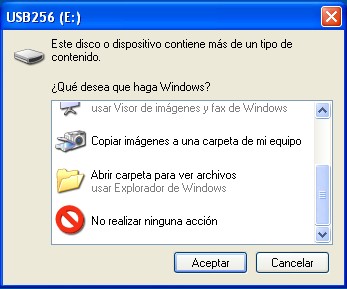 USB256 (E:)
Este disco o dispositivo contiene más de un tipo de
contenido.
¿Qué desea que haga Windows?
usar Visor de imágenes y fax de Windows
Copiar imágenes a una carpeta de mi equipo
Abrir carpeta para ver archivos
usar Explorador de Windows
No realizar ninguna acción
Aceptar
Cancelar